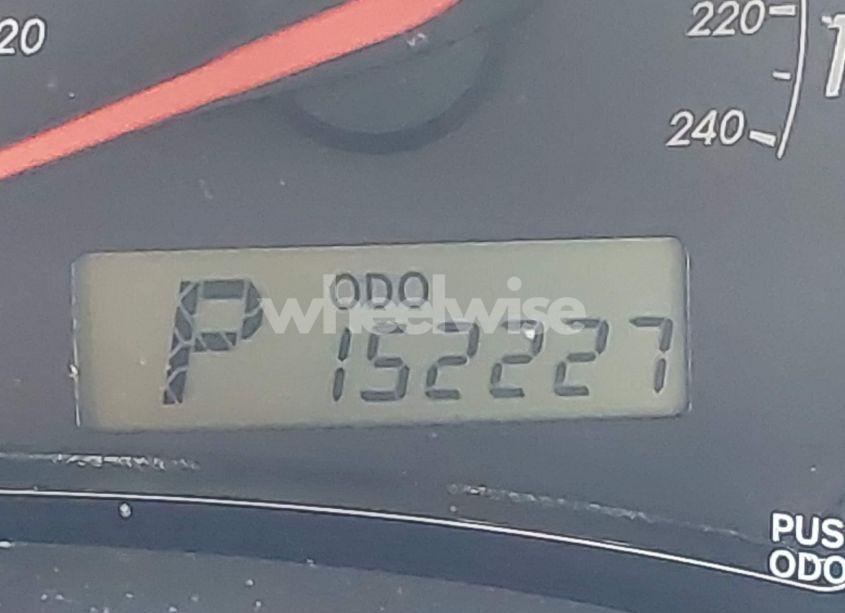 20
220
240
P
ODO
wheelwise
152227
PUS
ODO